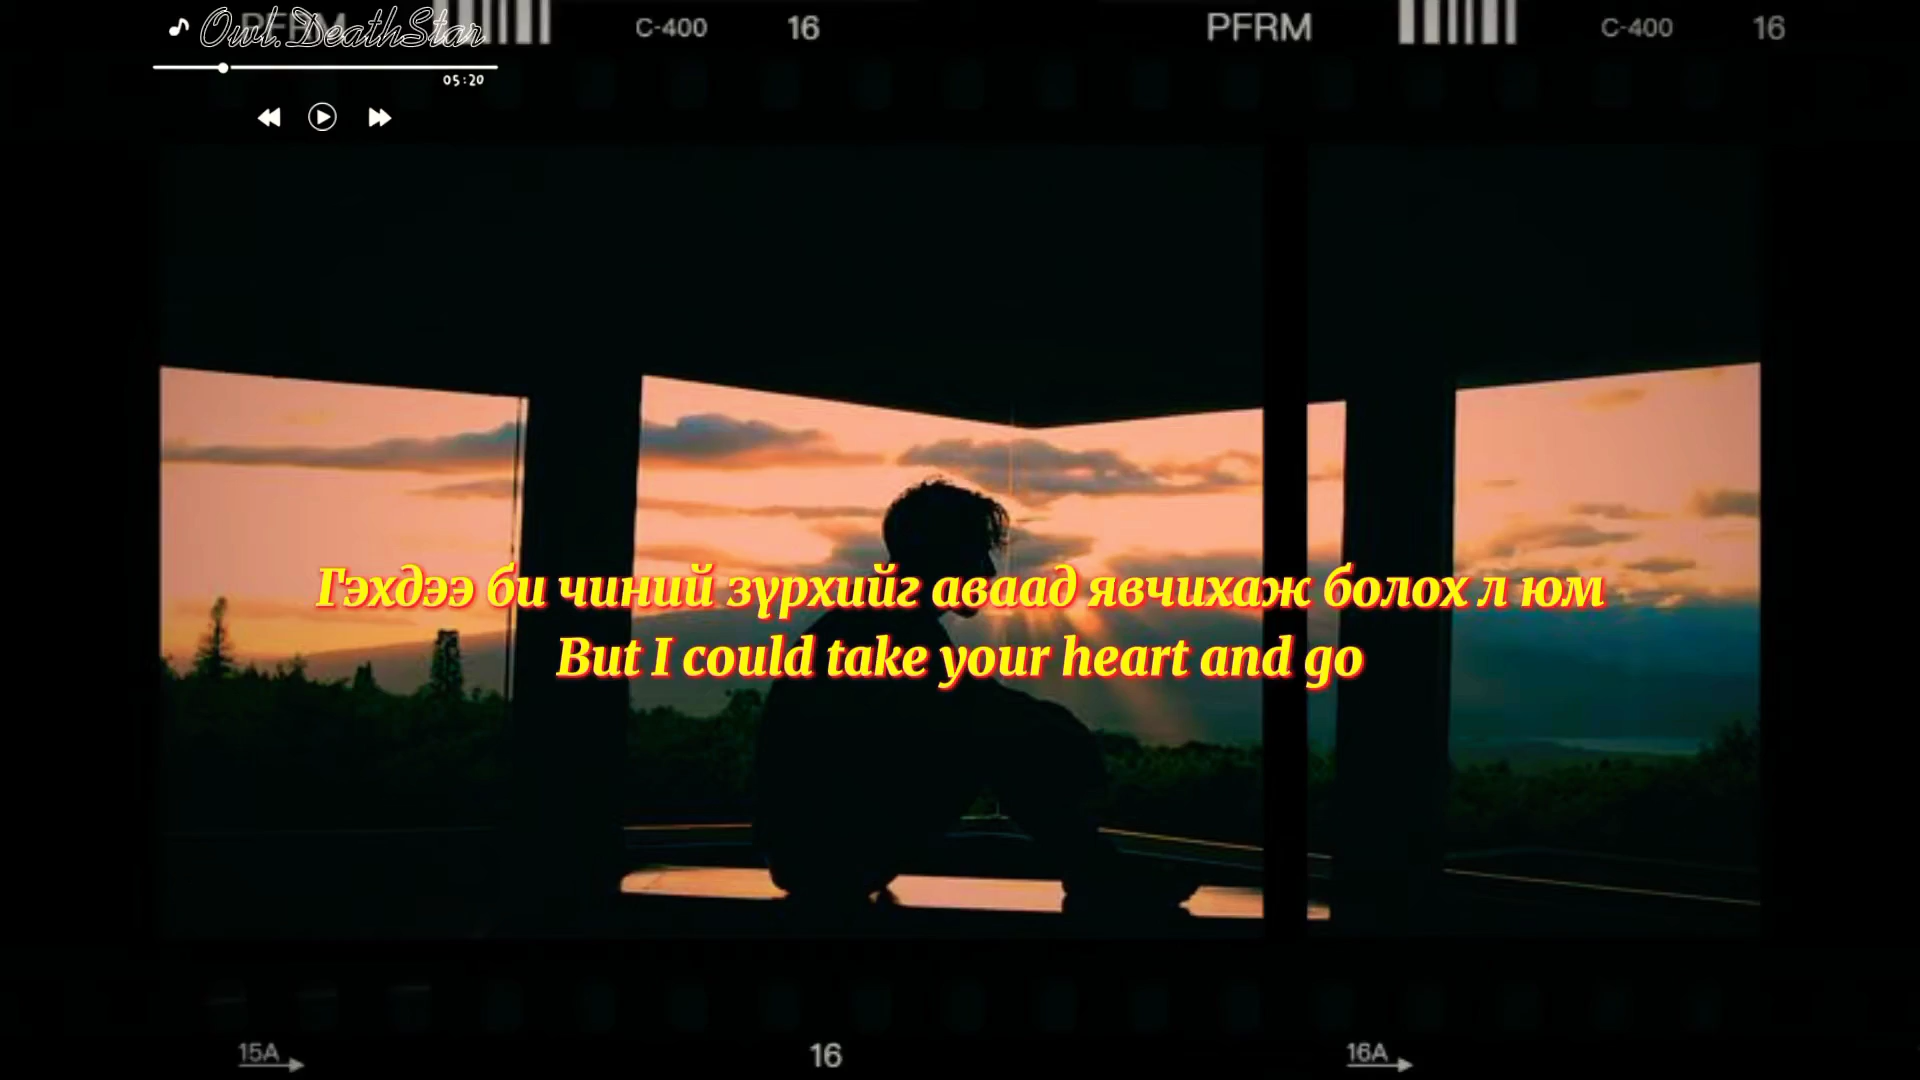 PFRM C-400 16 PFRM C-400 16
Owl.DeathStar
05:20
Гэхдээ би чиний зүрхийг аваад явчихаж болох л юм
But I could take your heart and go
15A 16 16A